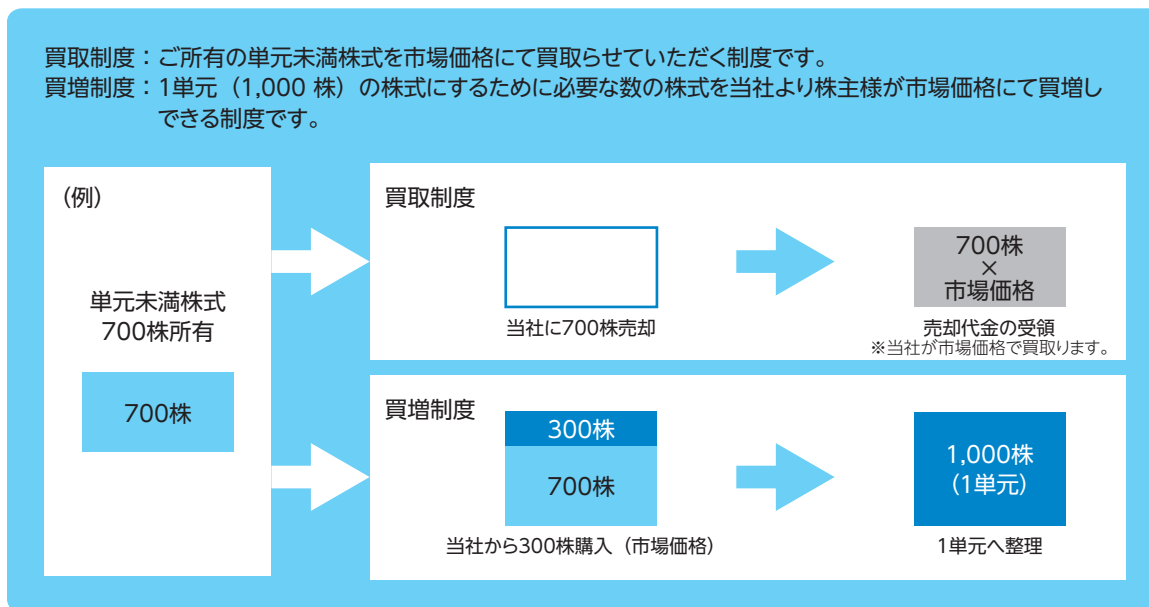 買取制度：ご所有の単元未満株式を市場価格にて買取らせていただく制度です。
買増制度：1単元（1,000 株）の株式にするために必要な数の株式を当社より株主様が市場価格にて買増し
できる制度です。
（例）
単元未満株式
700株所有
700株
買取制度
当社に700株売却
700株
×
市場価格
売却代金の受領
※当社が市場価格で買取ります。
買増制度
300株
700株
当社から300株購入（市場価格）
1,000株
（1単元）
1単元へ整理